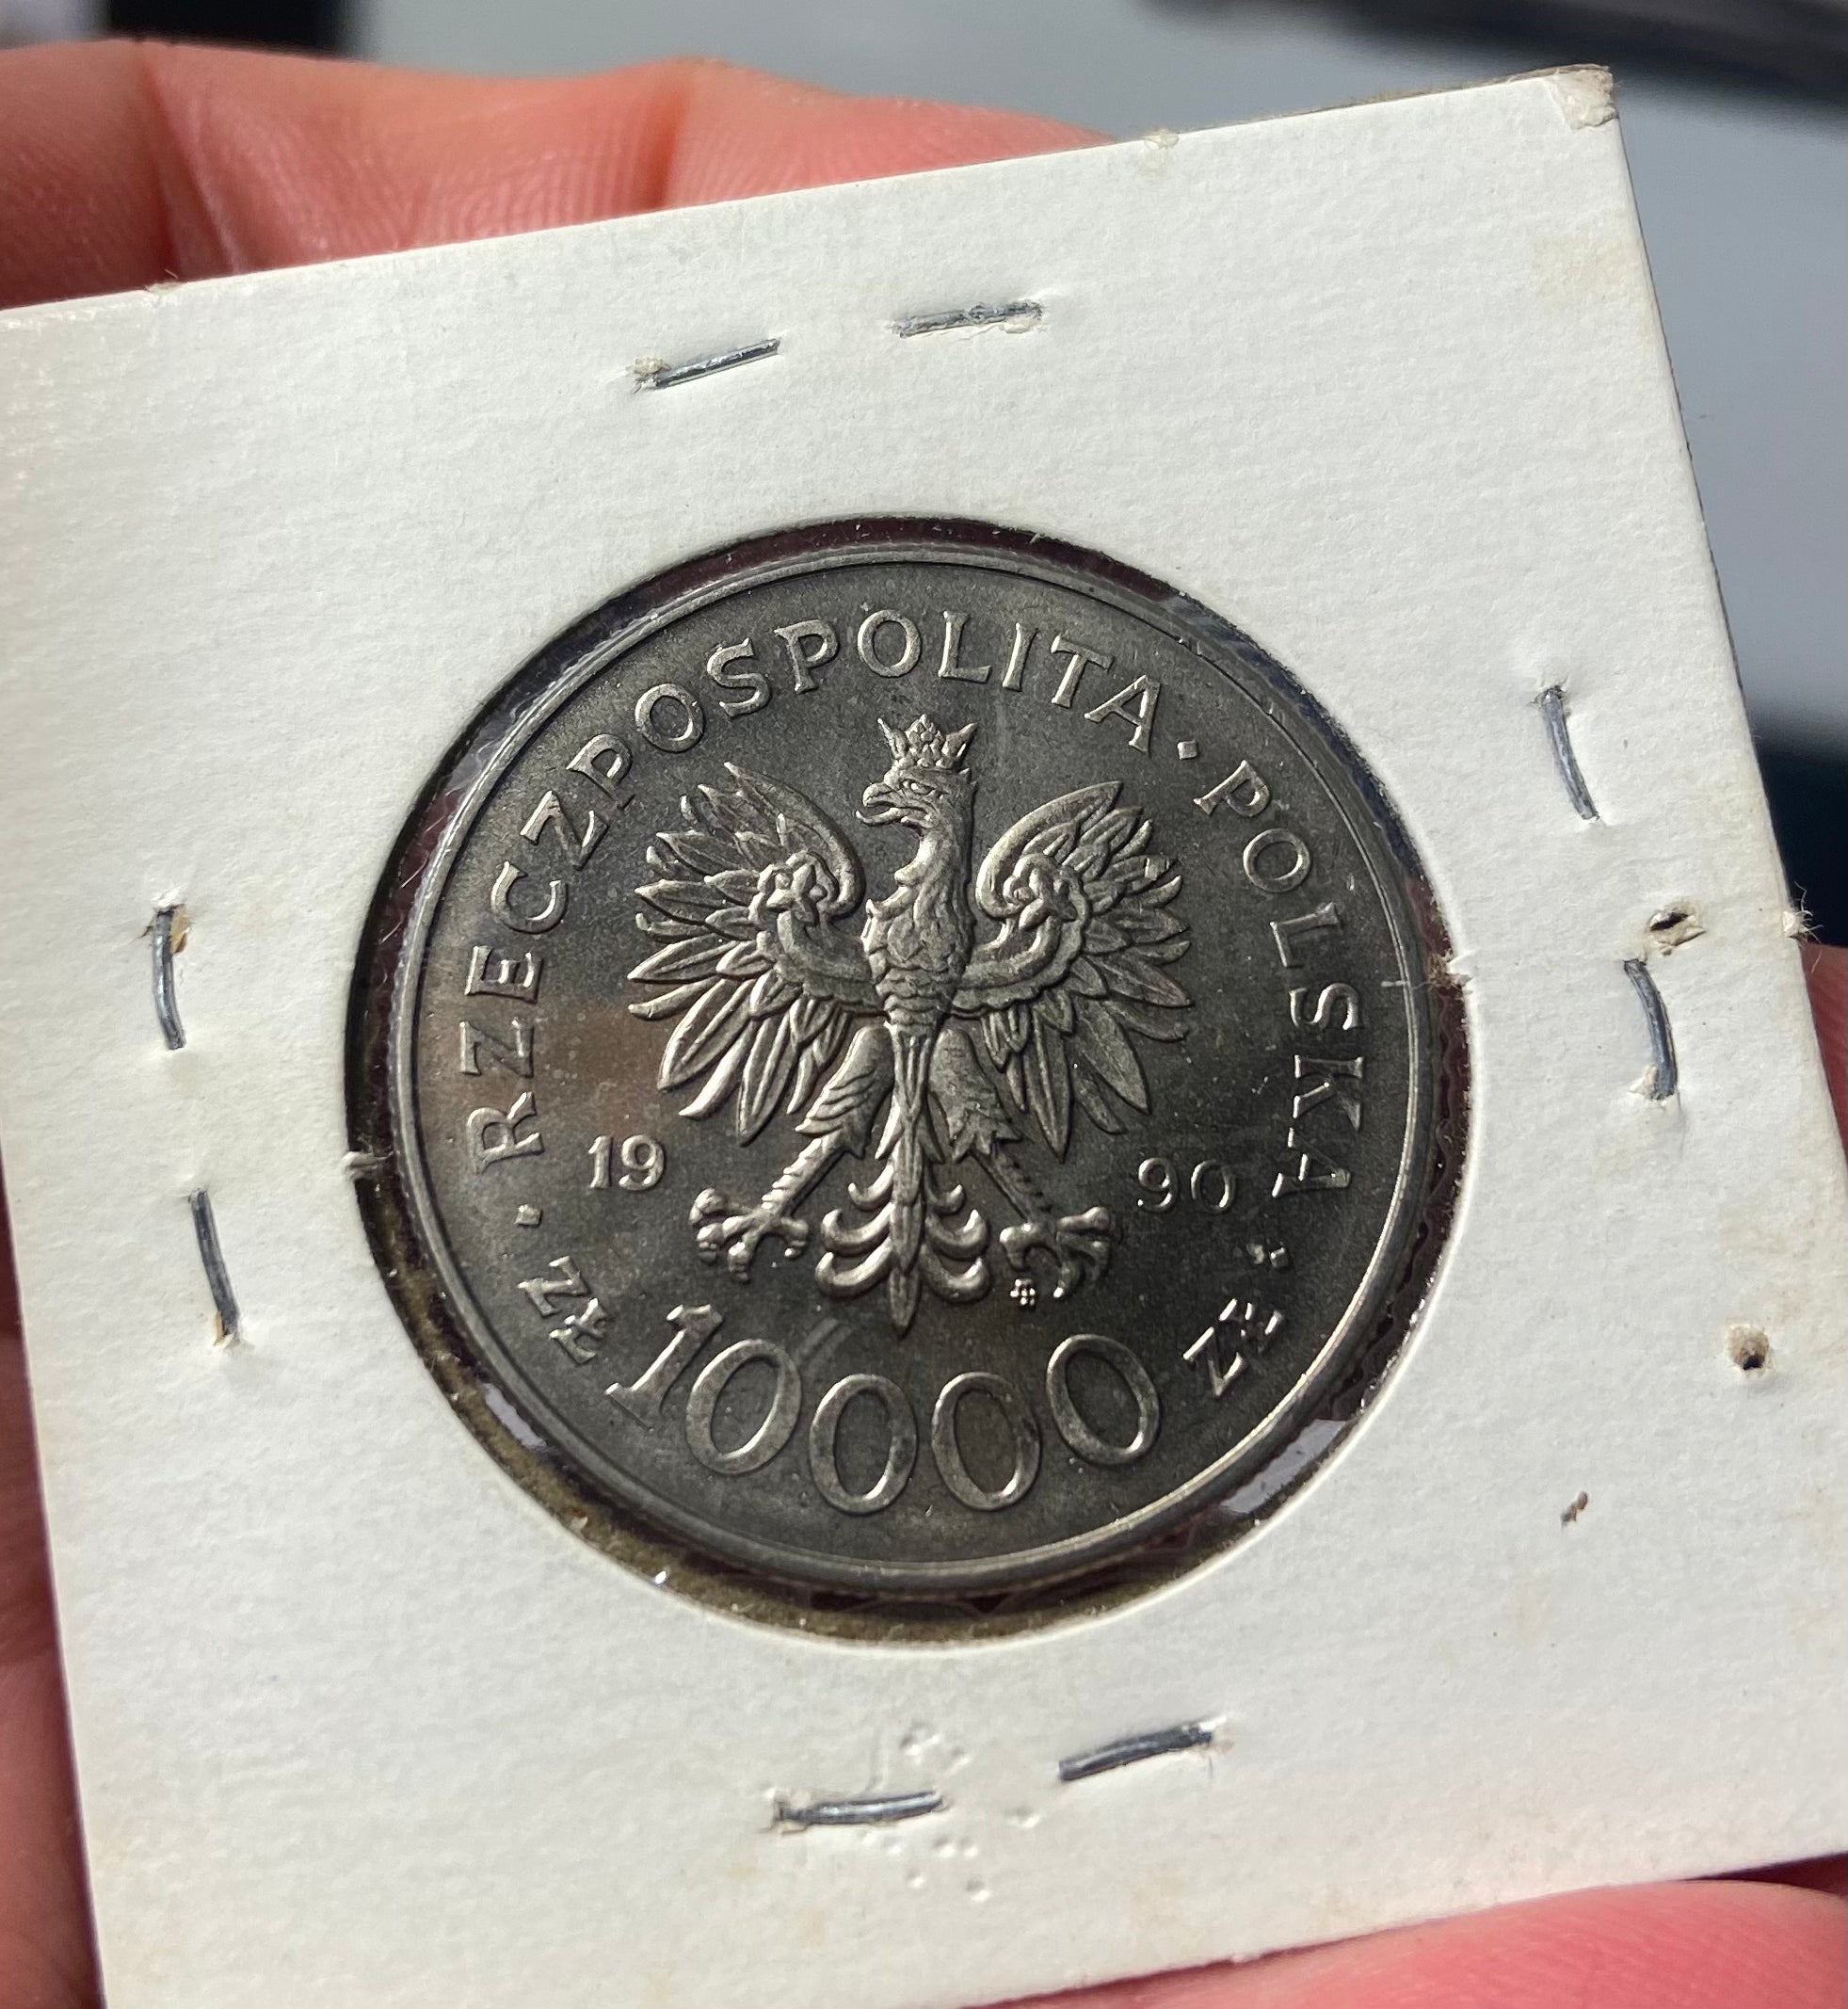 RZECZPOSPOLITA · POLSKA
19 90
ZŁ 10000 ZŁ